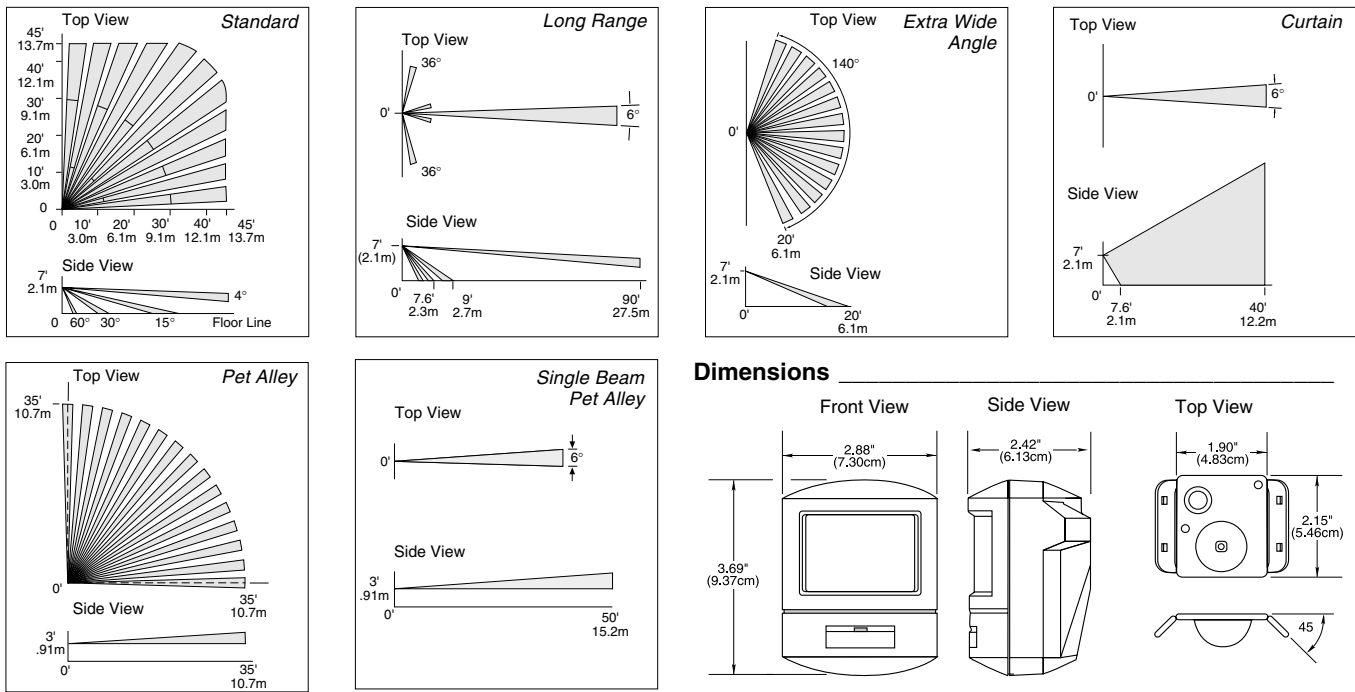 Standard
Top View
45'
13.7m
40'
12.1m
30'
9.1m
20'
6.1m
10'
3.0m
0
0 10' 20' 30' 40' 45'
3.0m 6.1m 9.1m 12.1m 13.7m
Side View
7'
2.1m
4°
0 60° 30° 15° Floor Line
Long Range
Top View
36°
0'
6°
36°
Side View
7'
(2.1m)
0' 7.6' 9' 90'
2.3m 2.7m 27.5m
Extra Wide
Angle
Top View
140°
0'
20'
6.1m
Side View
7'
2.1m
0' 20'
6.1m
Curtain
Top View
0'
6°
Side View
7'
2.1m
0' 7.6' 40'
2.1m 12.2m
Pet Alley
Top View
35'
10.7m
0'
35'
10.7m
Side View
3'
.91m
0' 35'
10.7m
Single Beam
Pet Alley
Top View
0'
6°
Side View
3'
.91m
0' 50'
15.2m
Dimensions
Front View
2.88"
(7.30cm)
3.69"
(9.37cm)
Side View
2.42"
(6.13cm)
Top View
1.90"
(4.83cm)
2.15"
(5.46cm)
45